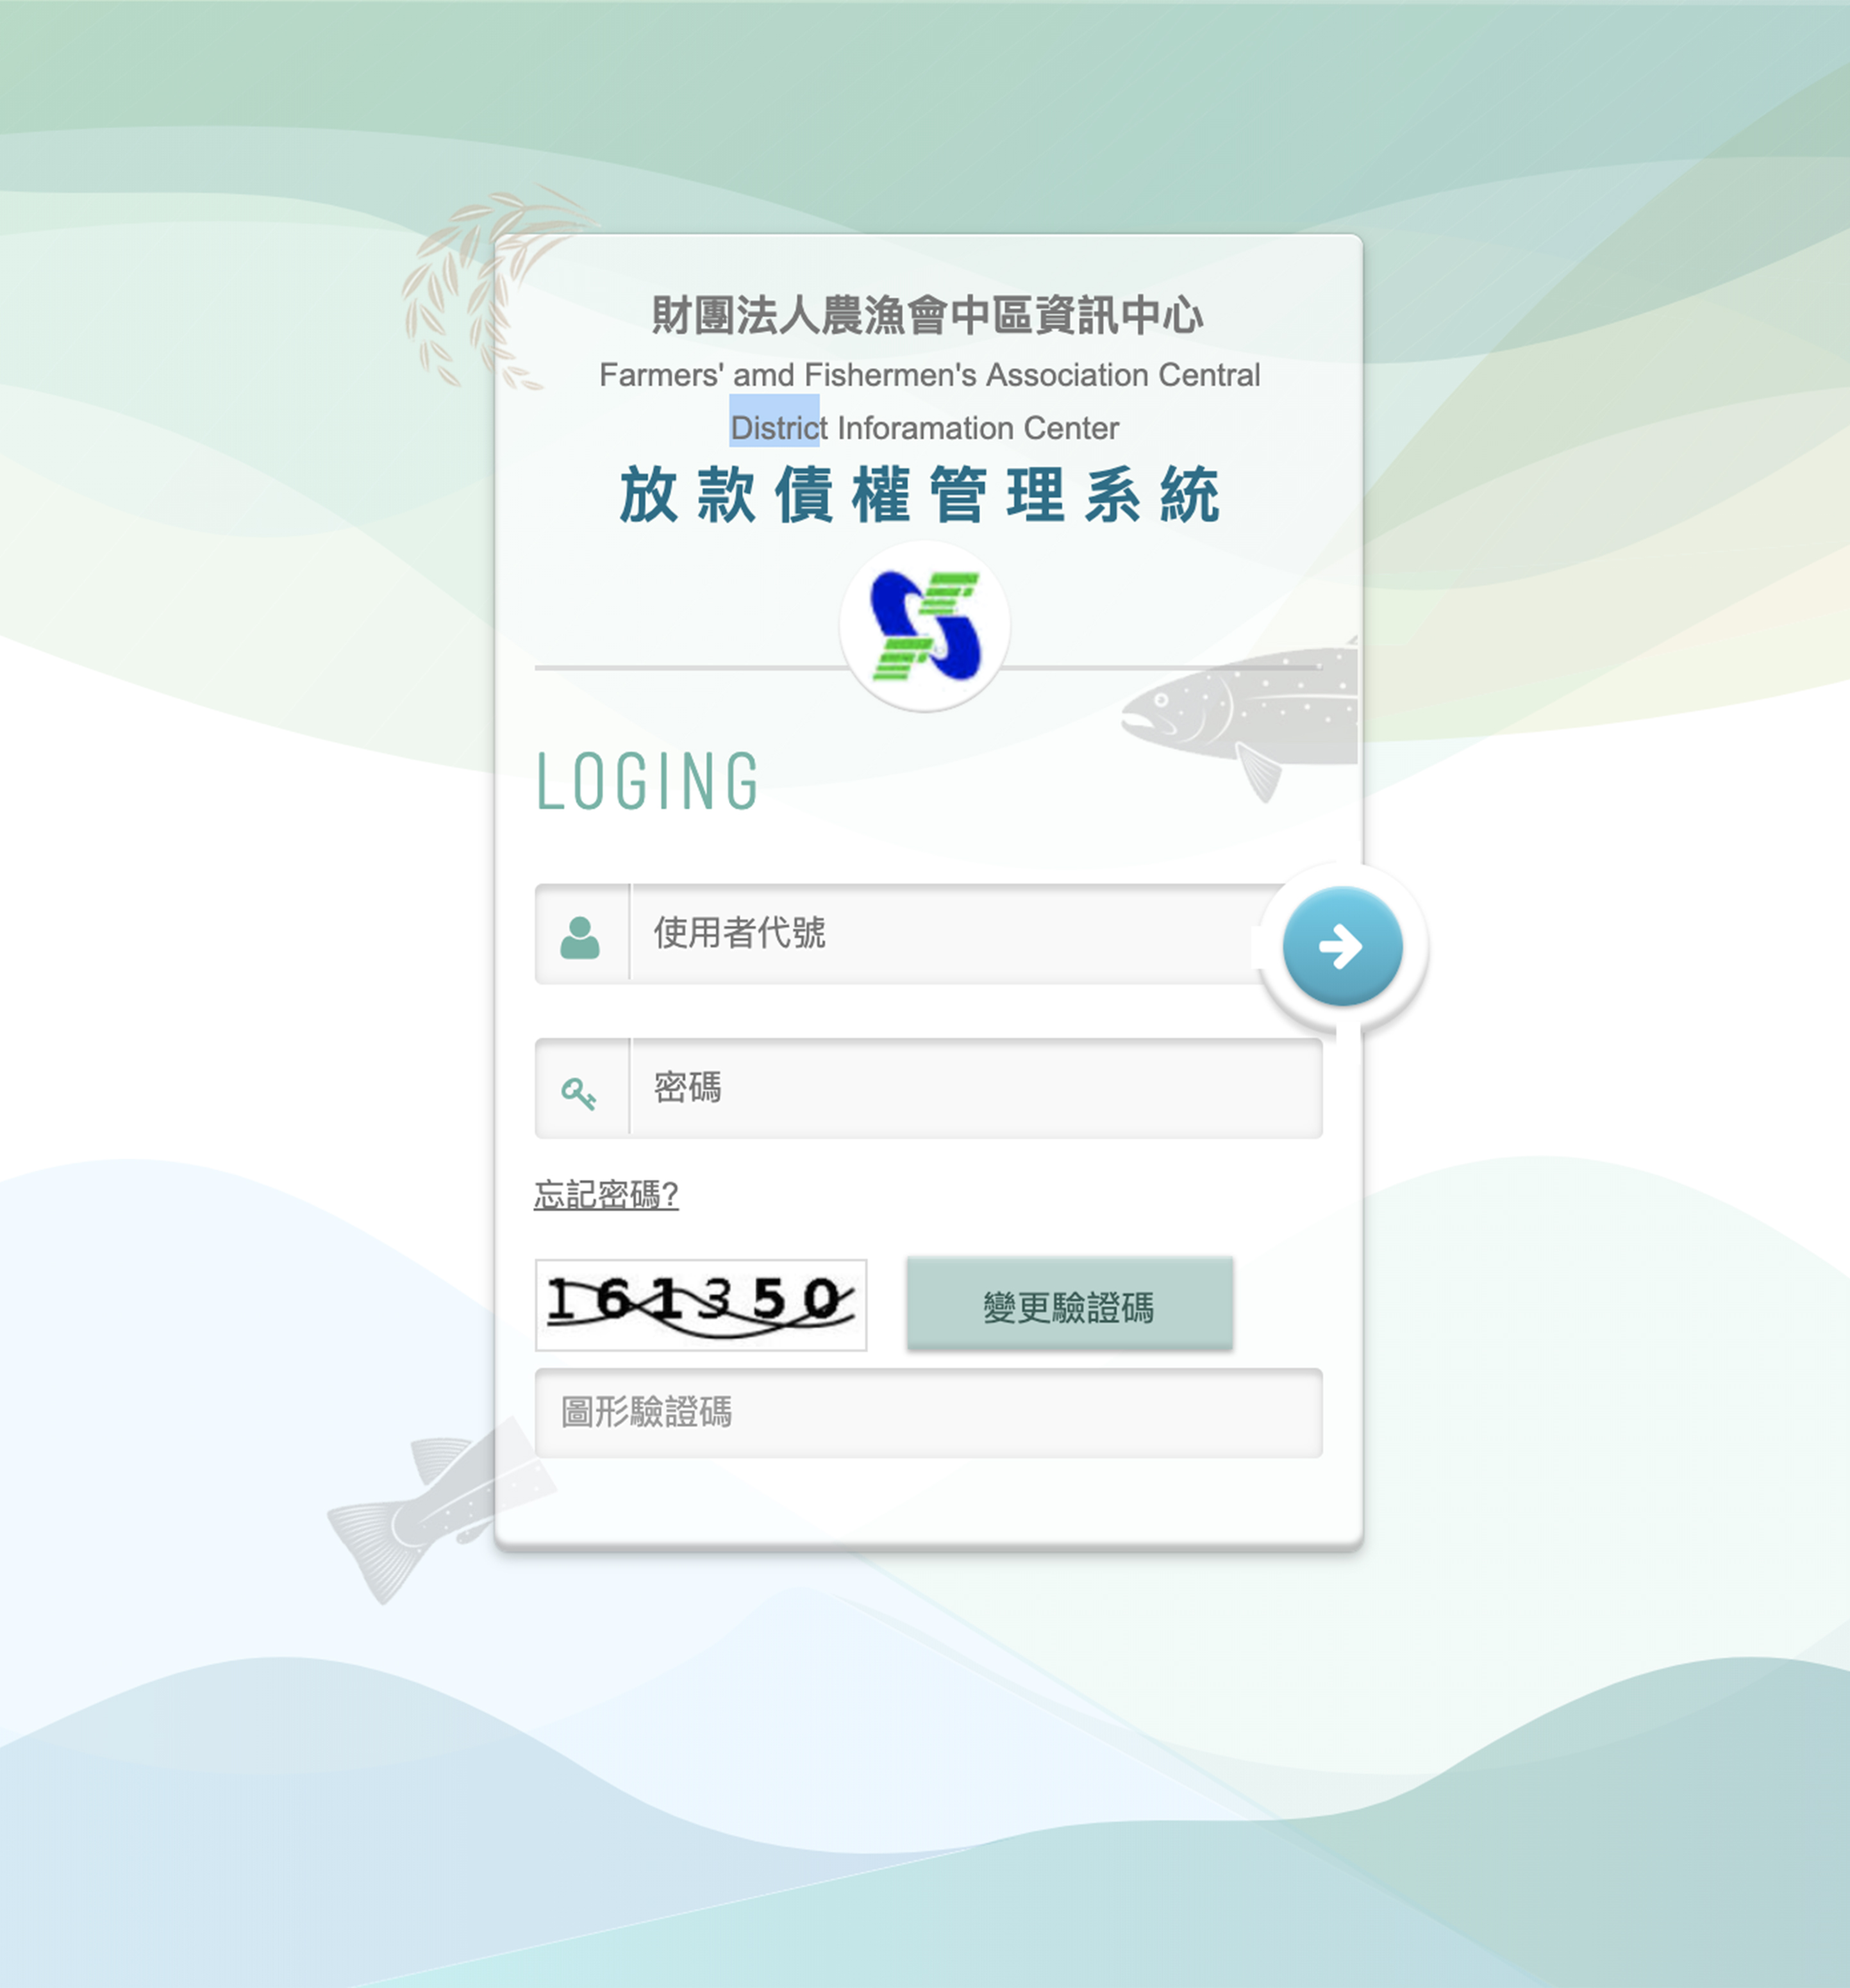 財團法人農漁會中區資訊中心
Farmers' amd Fishermen's Association Central
District Inforamation Center
放款債權管理系統
LOGING
使用者代號
密碼
忘記密碼?
161350
變更驗證碼
圖形驗證碼